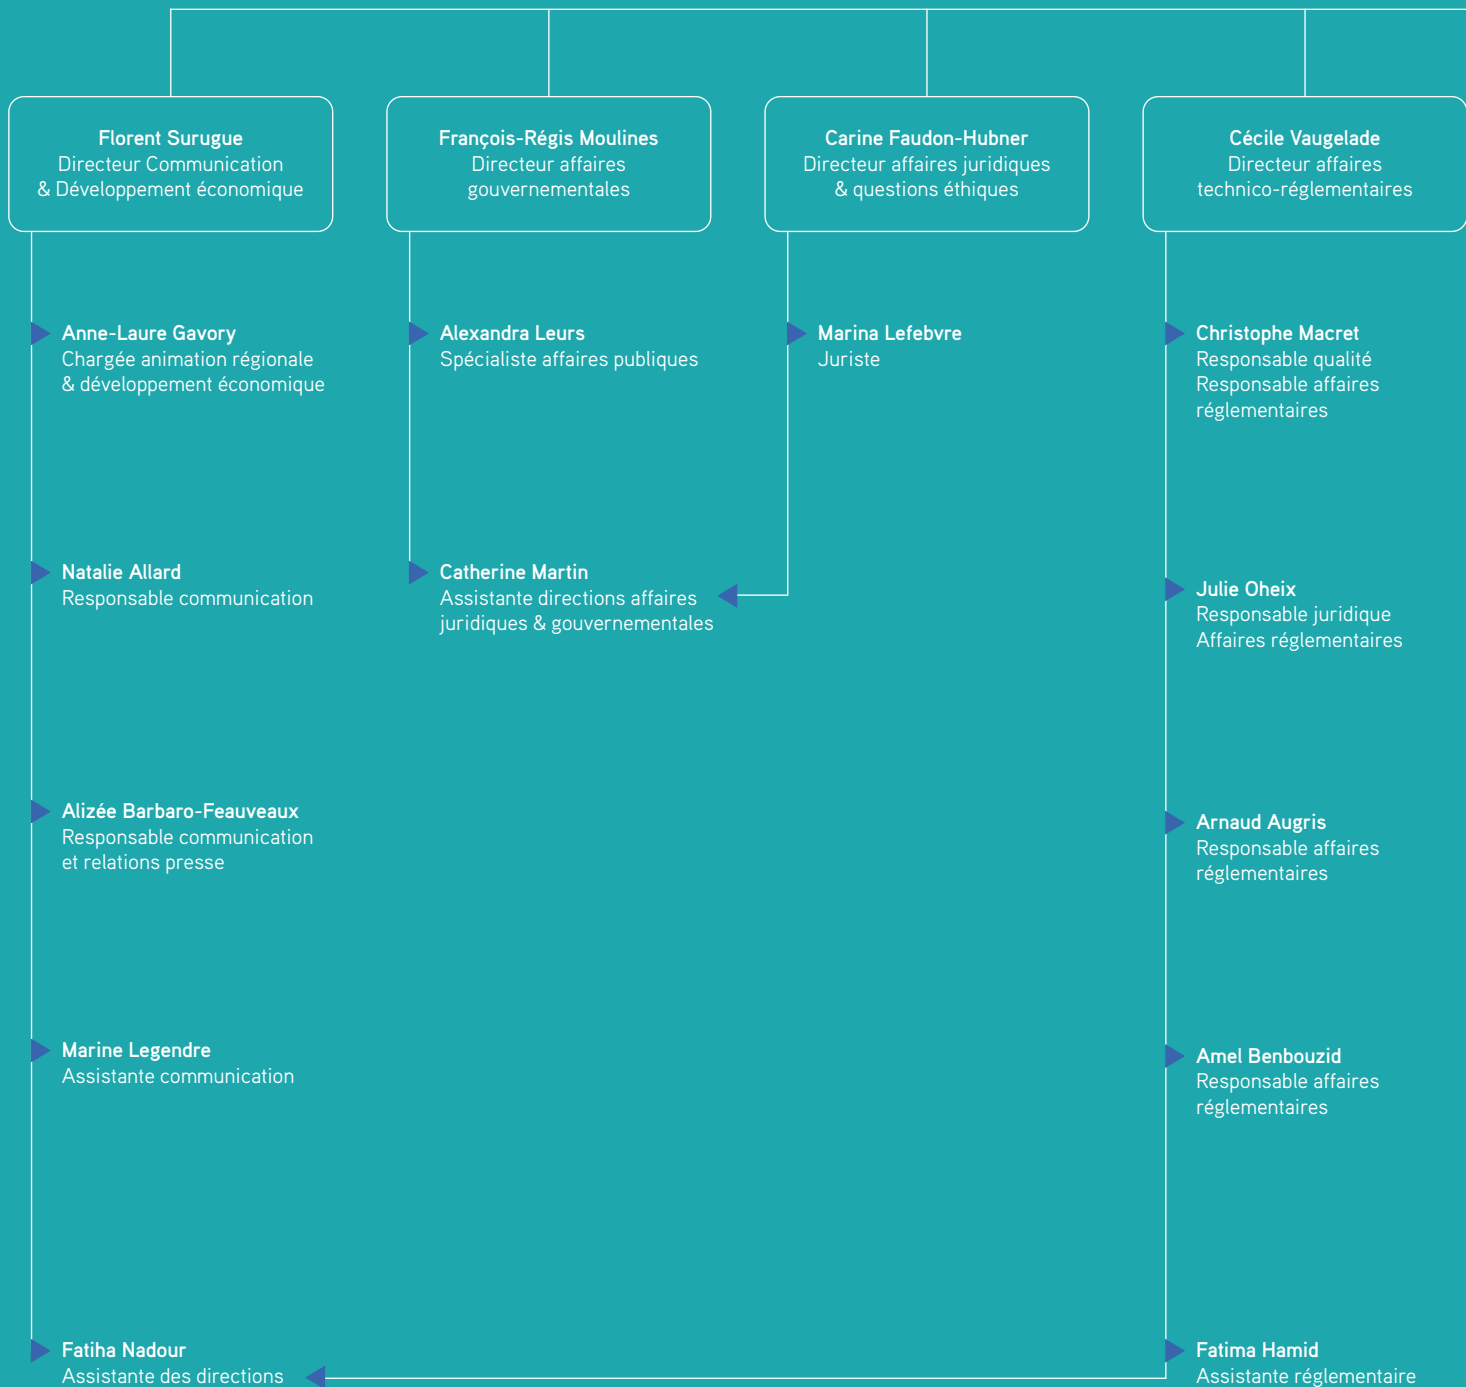 Florent Surugue
Directeur Communication
& Développement économique
François-Régis Moulines
Directeur affaires
gouvernementales
Carine Faudon-Hubner
Directeur affaires juridiques
& questions éthiques
Cécile Vaugelade
Directeur affaires
technico-réglementaires
Anne-Laure Gavory
Chargée animation régionale
& développement économique
Natalie Allard
Responsable communication
Alizée Barbaro-Feauveaux
Responsable communication
et relations presse
Marine Legendre
Assistante communication
Fatiha Nadour
Assistante des directions
Alexandra Leurs
Spécialiste affaires publiques
Catherine Martin
Assistante directions affaires
juridiques & gouvernementales
Marina Lefebvre
Juriste
Christophe Macret
Responsable qualité
Responsable affaires
réglementaires
Julie Oheix
Responsable juridique
Affaires réglementaires
Arnaud Augris
Responsable affaires
réglementaires
Amel Benbouzid
Responsable affaires
réglementaires
Fatima Hamid
Assistante réglementaire